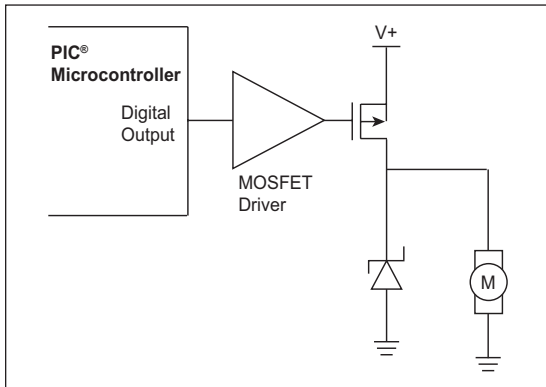 PIC®
Microcontroller
Digital
Output
MOSFET
Driver
V+
M